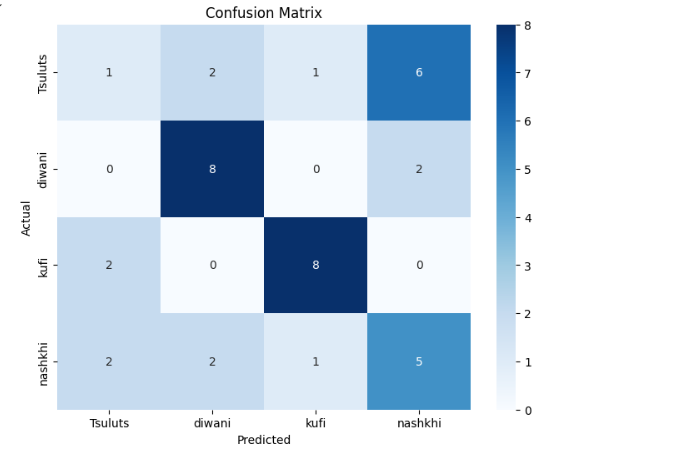 Confusion Matrix
Tsuluts 1 2 1 6
diwani 0 8 0 2
kufi 2 0 8 0
nashkhi 2 2 1 5
Actual
Tsuluts diwani kufi nashkhi
Predicted
8
7
6
5
4
3
2
1
0